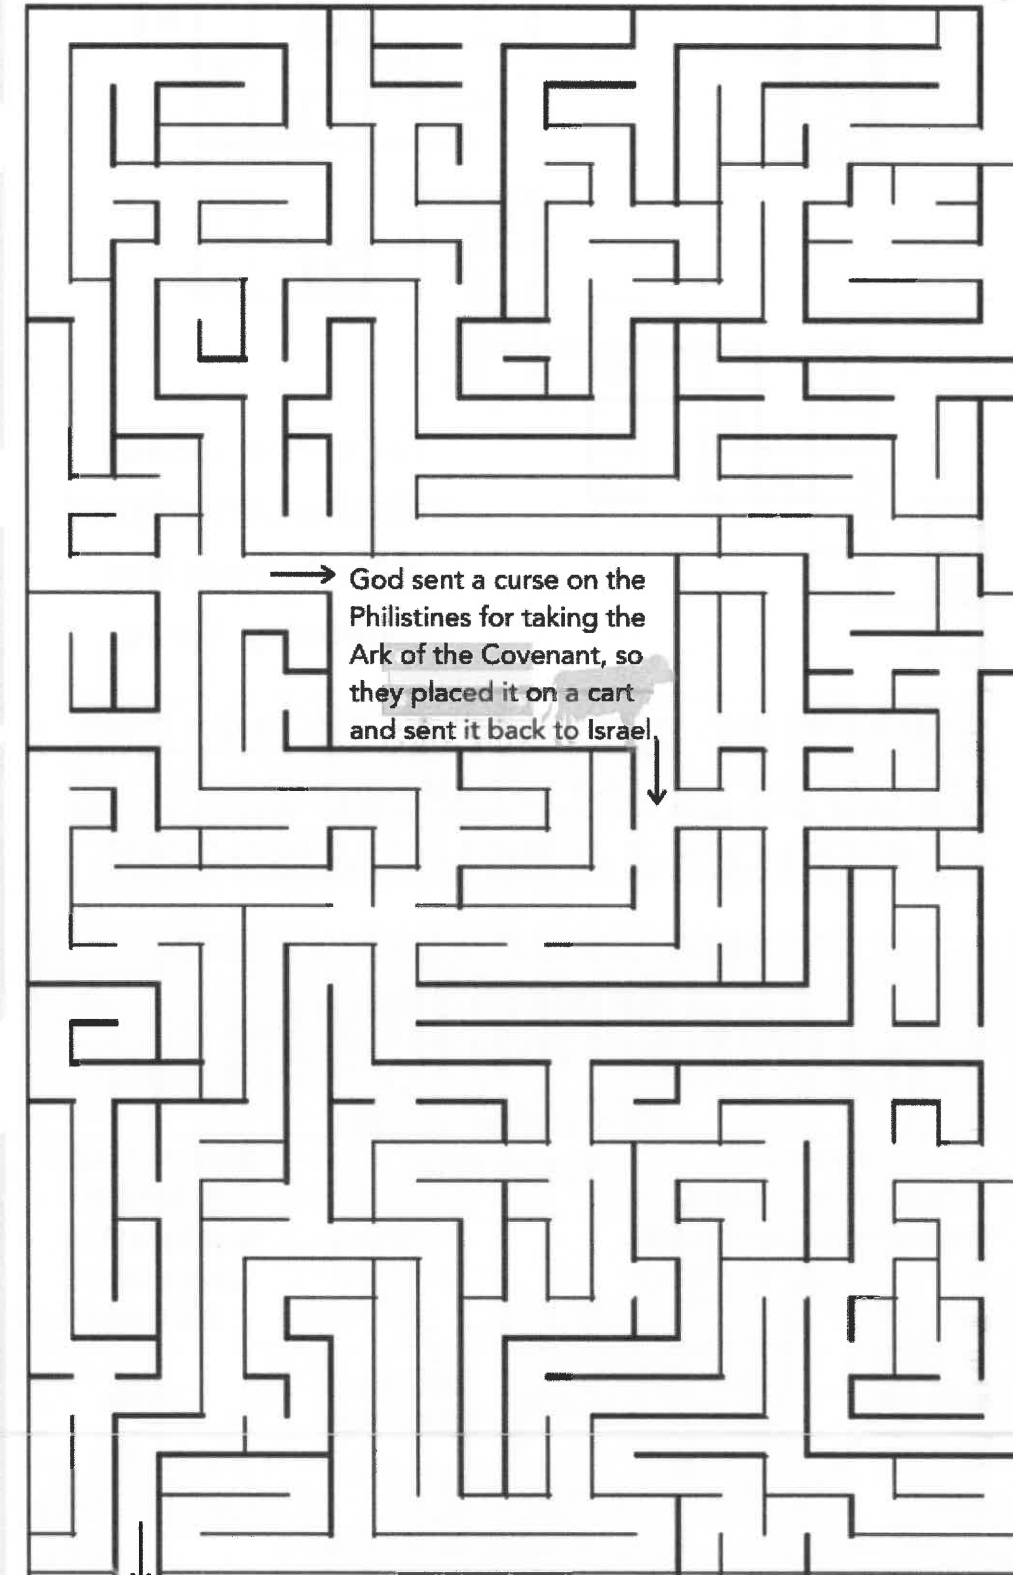 God sent a curse on the
Philistines for taking the
Ark of the Covenant, so
they placed it on a cart
and sent it back to Israel.